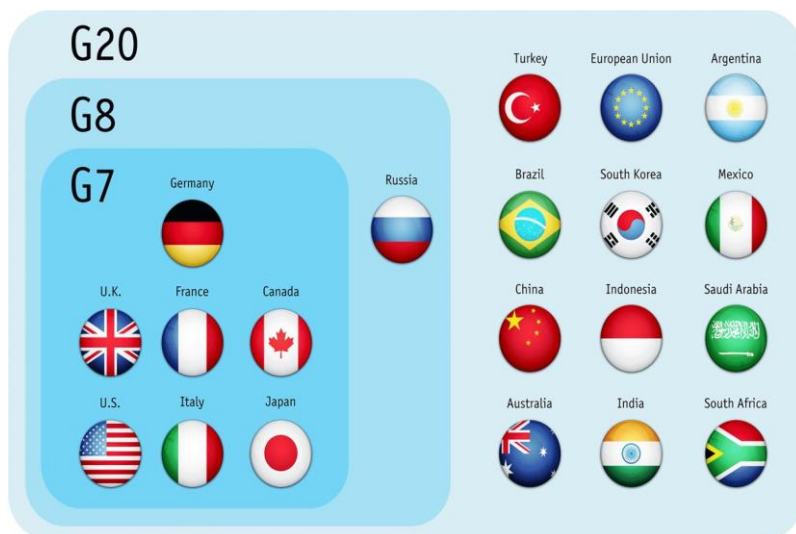 G20
G8
G7
Germany
Russia
U.K.
France
Canada
U.S.
Italy
Japan
Turkey
European Union
Argentina
Brazil
South Korea
Mexico
China
Indonesia
Saudi Arabia
Australia
India
South Africa